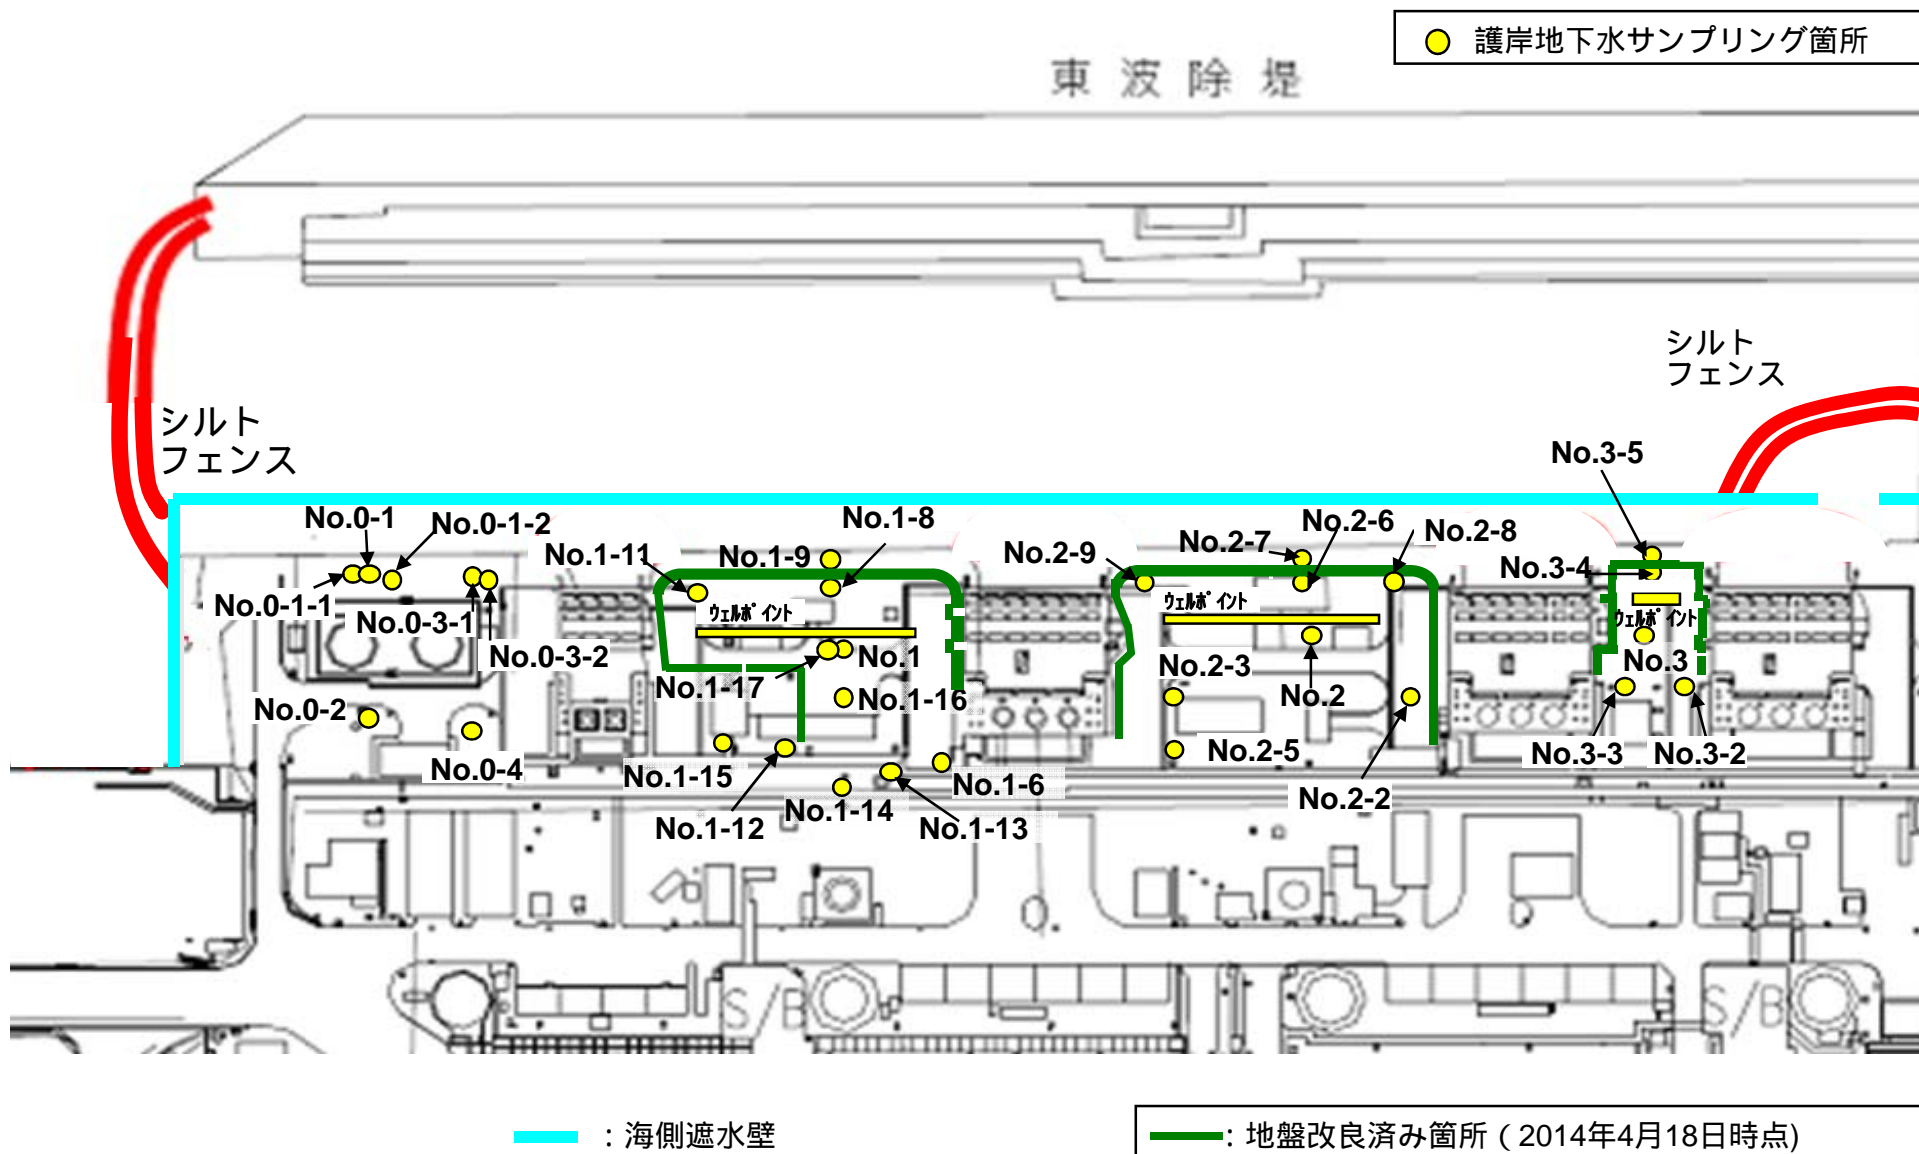 護岸地下水サンプリング箇所
東波除堤
シルト
フェンス
シルト
フェンス
No.3-5
No.0-1
No.0-1-2
No.1-8
No.2-6
No.2-8
No.1-11
No.1-9
No.2-9
No.2-7
No.3-4
No.0-1-1
No.0-3-1
ウェルポイント
ウェルポイント
ウェルポイント
No.0-3-2
No.1
No.3
No.1-17
No.1-16
No.2-3
No.2
No.0-2
No.0-4
No.1-15
No.1-6
No.2-5
No.3-3
No.3-2
No.1-14
No.2-2
No.1-12
No.1-13
S/B
S/B
：海側遮水壁
：地盤改良済み箇所（2014年4月18日時点)